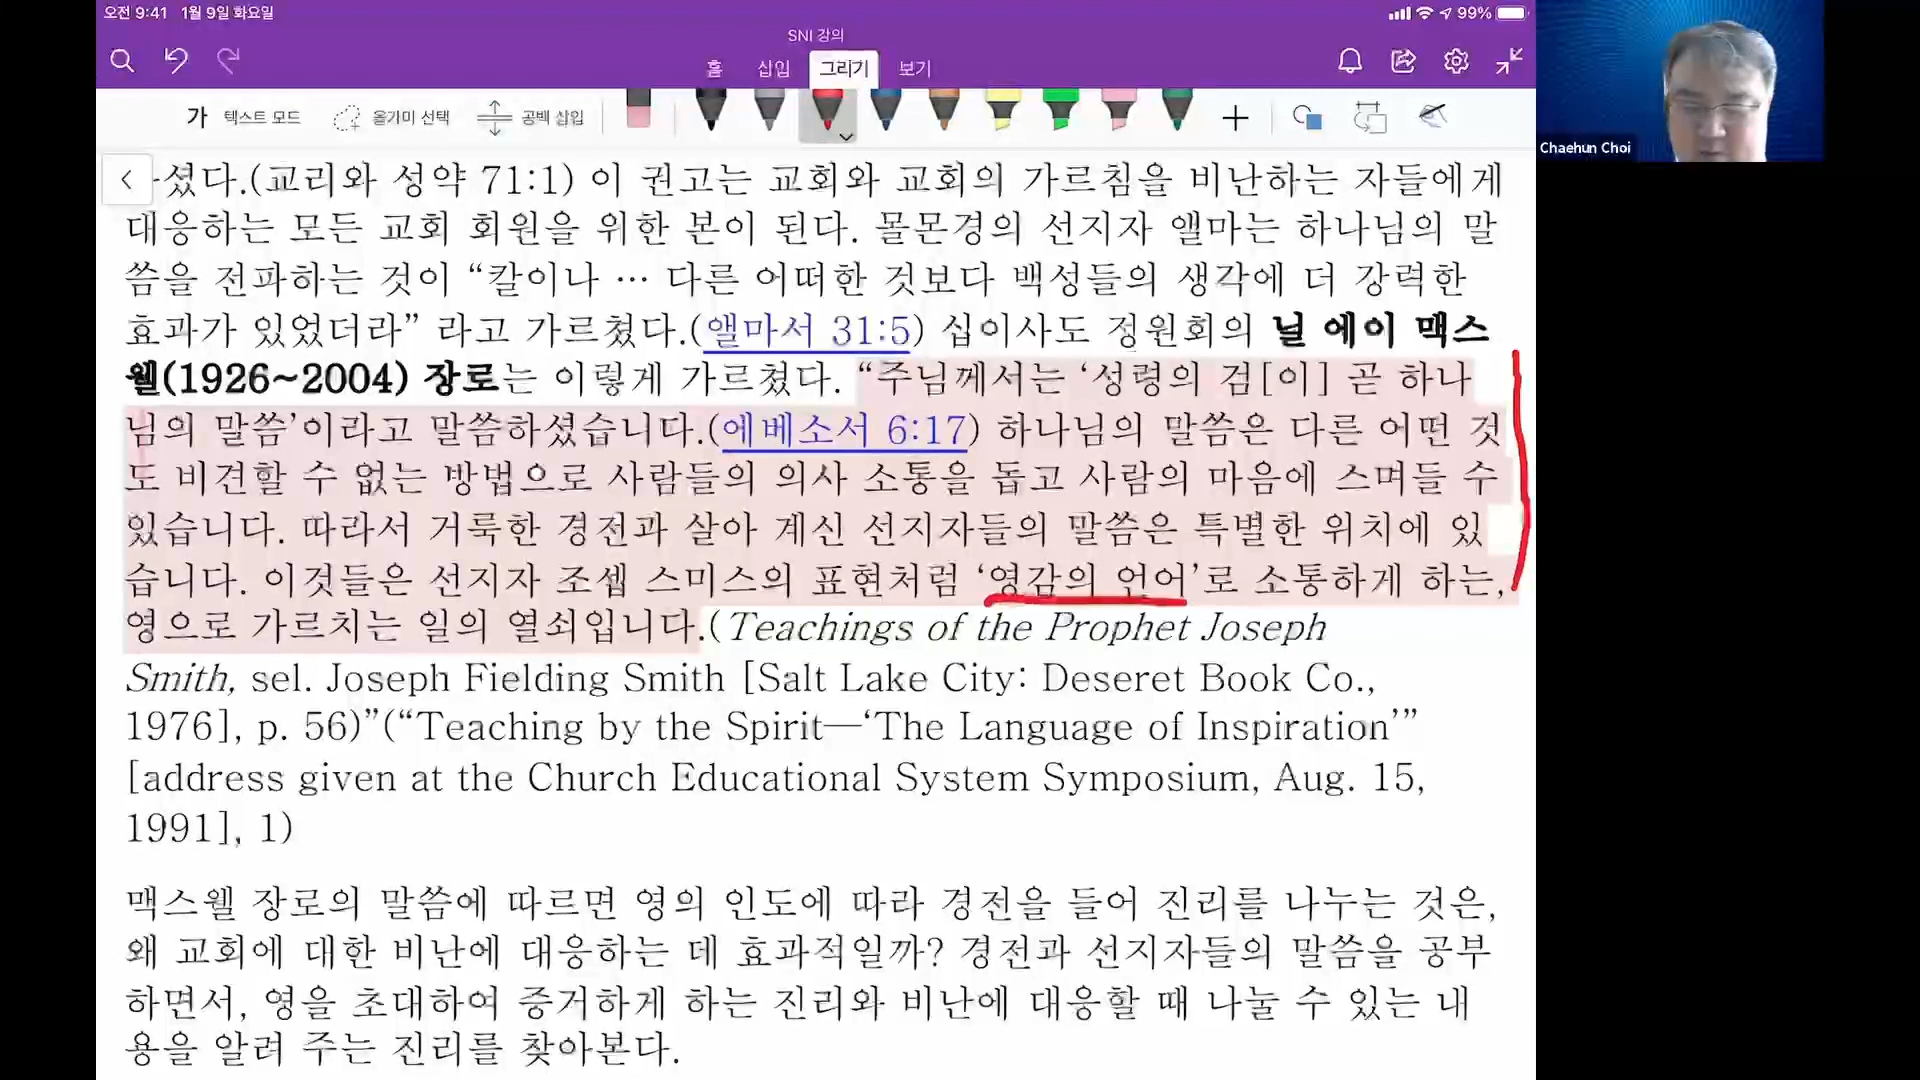 오전 9:41 1월 9일 화요일
99%
SNI 강의
홈 삽입 그리기 보기
가 텍스트 모드 올가미 선택 공백 삽입
Chaehun Choi
셨다.(교리와 성약 71:1) 이 권고는 교회와 교회의 가르침을 비난하는 자들에게
대응하는 모든 교회 회원을 위한 본이 된다. 몰몬경의 선지자 앨마는 하나님의 말
씀을 전파하는 것이 “칼이나 … 다른 어떠한 것보다 백성들의 생각에 더 강력한
효과가 있었더라” 라고 가르쳤다.(앨마서 31:5) 십이사도 정원회의 닐 에이 맥스
웰(1926~2004) 장로는 이렇게 가르쳤다. “주님께서는 ‘성령의 검[이] 곧 하나
님의 말씀’이라고 말씀하셨습니다.(에베소서 6:17) 하나님의 말씀은 다른 어떤 것
도 비견할 수 없는 방법으로 사람들의 의사 소통을 돕고 사람의 마음에 스며들 수
있습니다. 따라서 거룩한 경전과 살아 계신 선지자들의 말씀은 특별한 위치에 있
습니다. 이것들은 선지자 조셉 스미스의 표현처럼 ‘영감의 언어’로 소통하게 하는,
영으로 가르치는 일의 열쇠입니다.(Teachings of the Prophet Joseph
Smith, sel. Joseph Fielding Smith [Salt Lake City: Deseret Book Co.,
1976], p. 56)”(“Teaching by the Spirit—‘The Language of Inspiration’”
[address given at the Church Educational System Symposium, Aug. 15,
1991], 1)
맥스웰 장로의 말씀에 따르면 영의 인도에 따라 경전을 들어 진리를 나누는 것은,
왜 교회에 대한 비난에 대응하는 데 효과적일까? 경전과 선지자들의 말씀을 공부
하면서, 영을 초대하여 증거하게 하는 진리와 비난에 대응할 때 나눌 수 있는 내
용을 알려 주는 진리를 찾아본다.